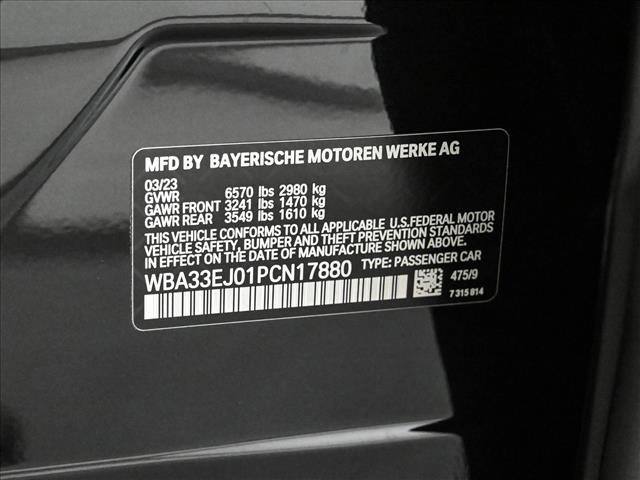 MFD BY BAYERISCHE MOTOREN WERKE AG
03/23
GVWR 6570 lbs 2980 kg
GAWR FRONT 3241 lbs 1470 kg
GAWR REAR 3549 lbs 1610 kg
THIS VEHICLE CONFORMS TO ALL APPLICABLE U.S.FEDERAL MOTOR
VEHICLE SAFETY, BUMPER AND THEFT PREVENTION STANDARDS
IN EFFECT ON THE DATE OF MANUFACTURE SHOWN ABOVE.
WBA33EJ01PCN17880 TYPE: PASSENGER CAR
475/9
7 315 814